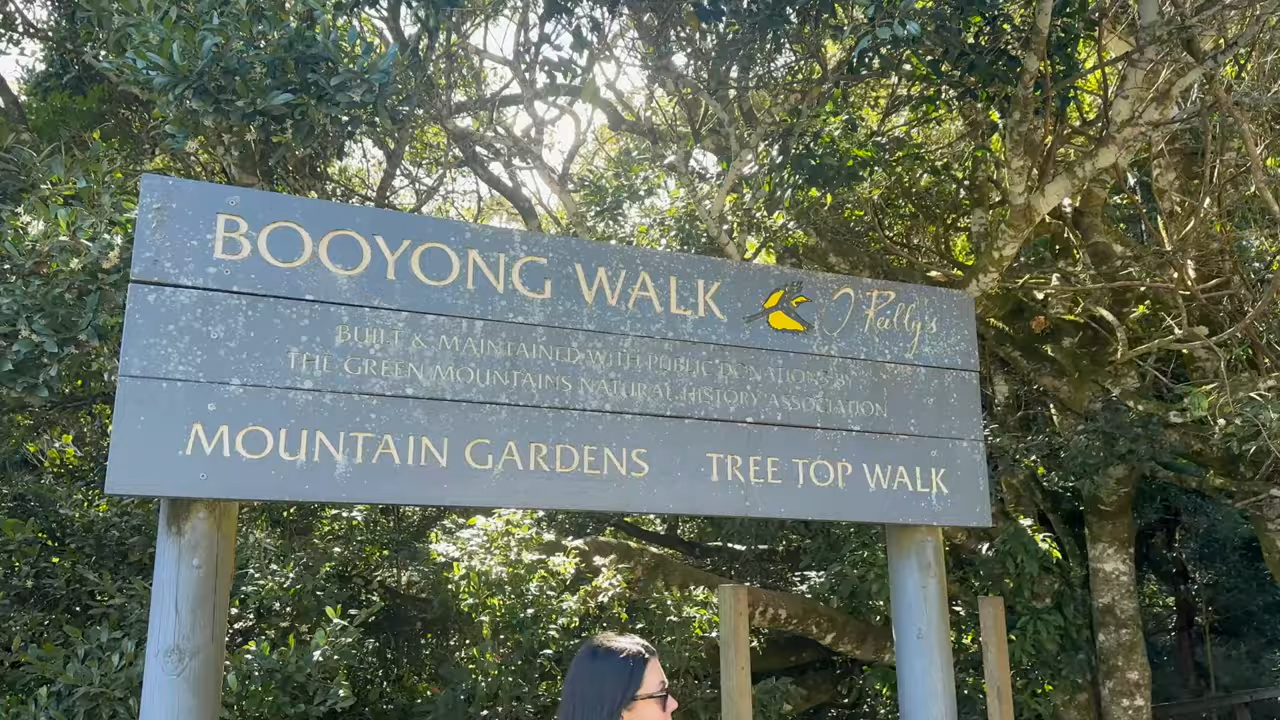 BOOYONG WALK O'Reilly's
BUILT & MAINTAINED WITH PUBLIC DONATIONS BY
THE GREEN MOUNTAINS NATURAL HISTORY ASSOCIATION
MOUNTAIN GARDENS TREE TOP WALK